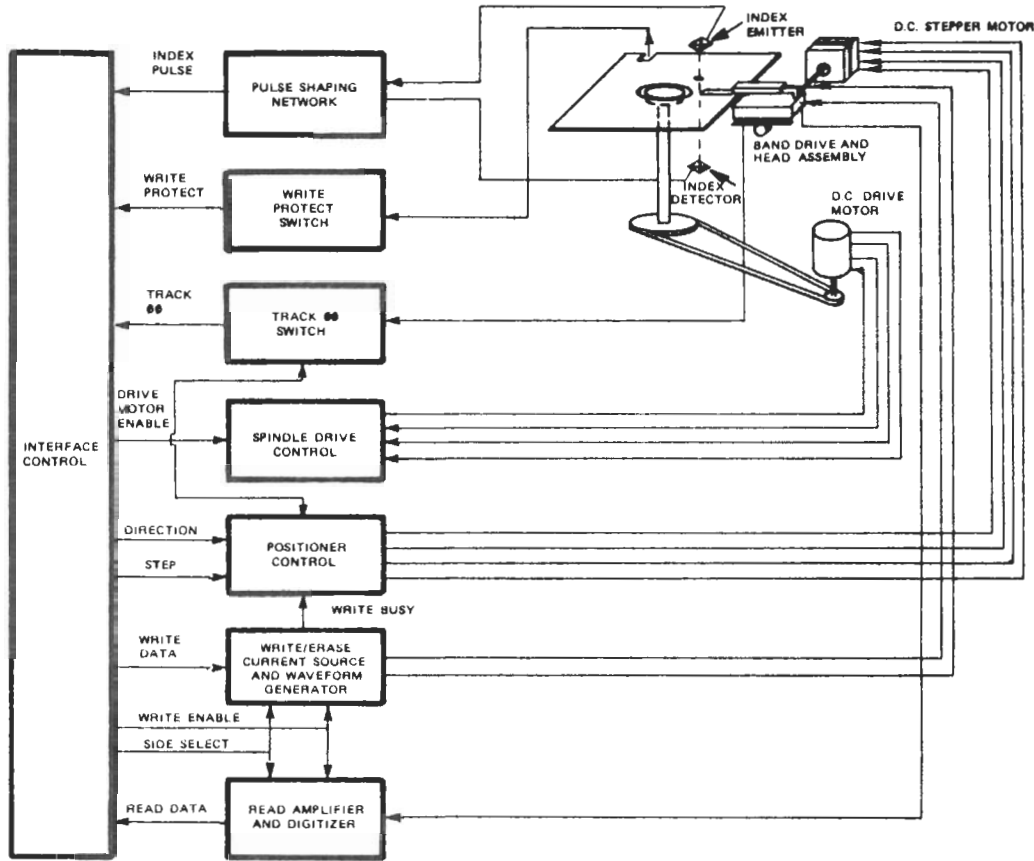 INDEX
EMITTER
D.C. STEPPER MOTOR
INDEX
PULSE
PULSE SHAPING
NETWORK
BAND DRIVE AND
HEAD ASSEMBLY
INDEX
DETECTOR
WRITE
PROTECT
WRITE
PROTECT
SWITCH
D.C. DRIVE
MOTOR
TRACK
00
TRACK 00
SWITCH
DRIVE
MOTOR
ENABLE
SPINDLE DRIVE
CONTROL
INTERFACE
CONTROL
DIRECTION
STEP
POSITIONER
CONTROL
WRITE BUSY
WRITE
DATA
WRITE/ERASE
CURRENT SOURCE
AND WAVEFORM
GENERATOR
WRITE ENABLE
SIDE SELECT
READ DATA
READ AMPLIFIER
AND DIGITIZER